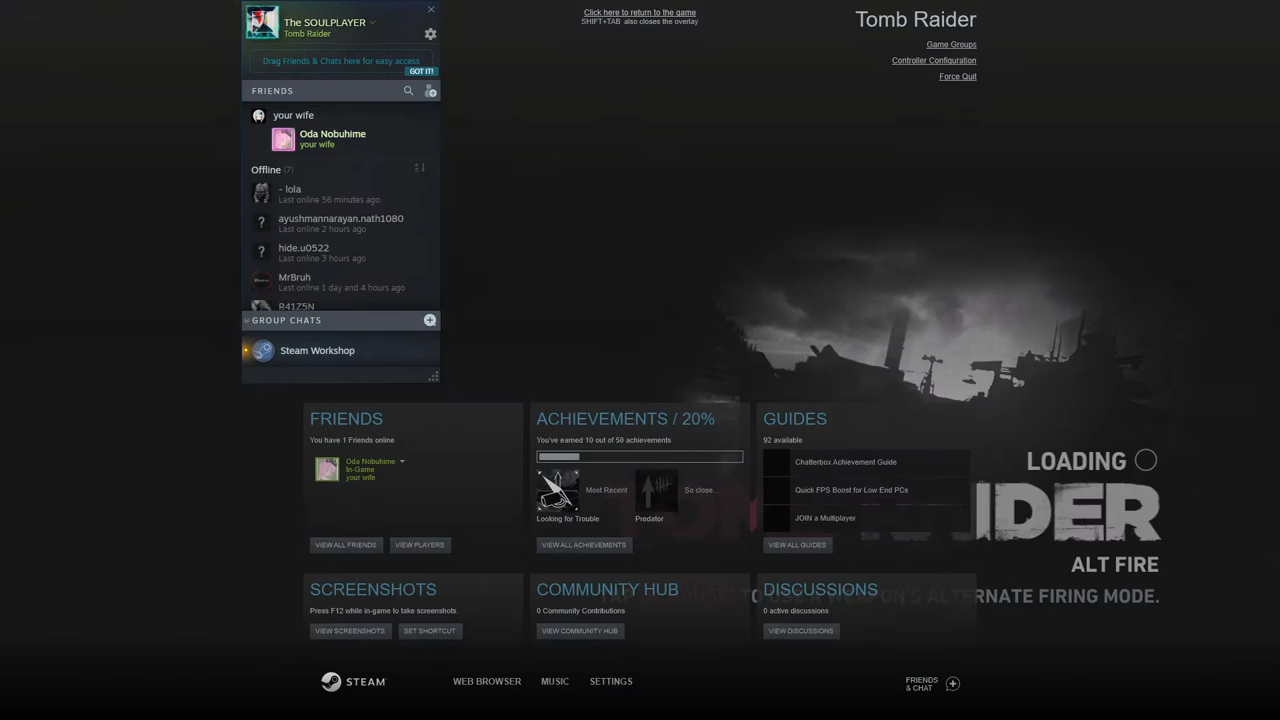 The SOULPLAYER
Tomb Raider
Drag Friends & Chats here for easy access
GOT IT!
FRIENDS
your wife
Oda Nobuhime
your wife
Offline (7)
- lola
Last online 56 minutes ago
ayushmannarayan.nath1080
Last online 2 hours ago
hide.u0522
Last online 3 hours ago
MrBruh
Last online 1 day and 4 hours ago
R41Z5N
GROUP CHATS
Steam Workshop
Click here to return to the game
SHIFT+TAB also closes the overlay
Tomb Raider
Game Groups
Controller Configuration
Force Quit
FRIENDS
You have 1 Friends online
Oda Nobuhime
In-Game
your wife
VIEW ALL FRIENDS
VIEW PLAYERS
ACHIEVEMENTS / 20%
You've earned 10 out of 50 achievements
Most Recent
So close...
Looking for Trouble
Predator
VIEW ALL ACHIEVEMENTS
GUIDES
92 available
Chatterbox Achievement Guide
Quick FPS Boost for Low End PCs
JOIN a Multiplayer
VIEW ALL GUIDES
LOADING
ALT FIRE
TO USE A WEAPON'S ALTERNATE FIRING MODE.
SCREENSHOTS
Press F12 while in-game to take screenshots.
VIEW SCREENSHOTS
SET SHORTCUT
COMMUNITY HUB
0 Community Contributions
VIEW COMMUNITY HUB
DISCUSSIONS
0 active discussions
VIEW DISCUSSIONS
STEAM
WEB BROWSER
MUSIC
SETTINGS
FRIENDS
& CHAT